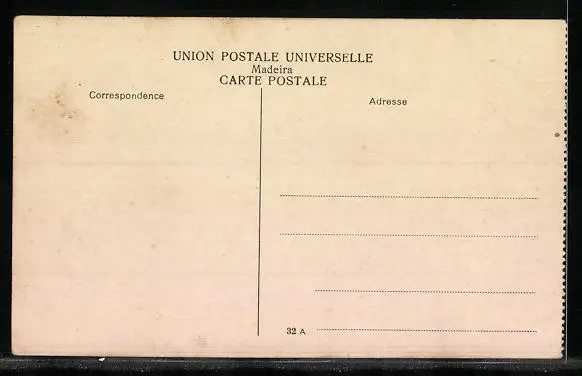 UNION POSTALE UNIVERSELLE
Madeira
CARTE POSTALE
Correspondence
Adresse
32 A